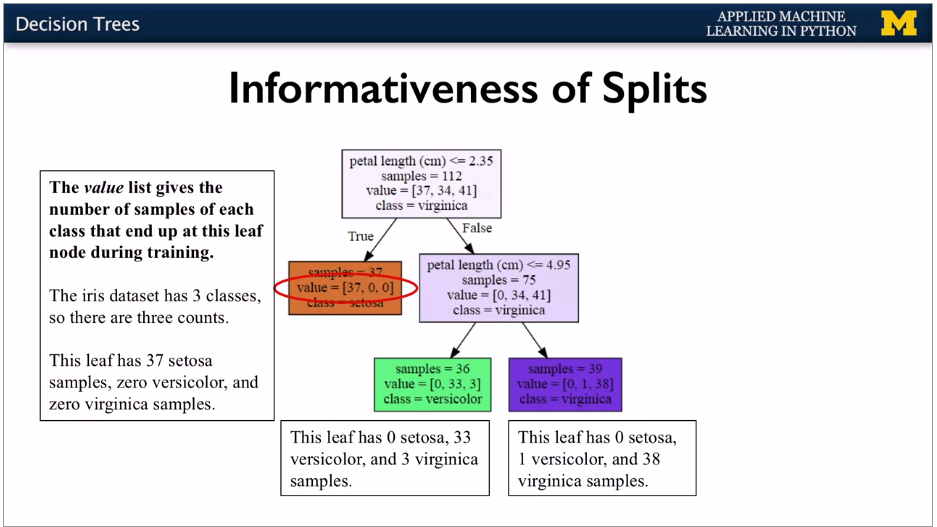 Decision Trees
APPLIED MACHINE
LEARNING IN PYTHON
M
Informativeness of Splits
The value list gives the
number of samples of each
class that end up at this leaf
node during training.
The iris dataset has 3 classes,
so there are three counts.
This leaf has 37 setosa
samples, zero versicolor, and
zero virginica samples.
petal length (cm) <= 2.35
samples = 112
value = [37, 34, 41]
class = virginica
True
False
samples = 37
value = [37, 0, 0]
class = setosa
petal length (cm) <= 4.95
samples = 75
value = [0, 34, 41]
class = virginica
samples = 36
value = [0, 33, 3]
class = versicolor
samples = 39
value = [0, 1, 38]
class = virginica
This leaf has 0 setosa, 33
versicolor, and 3 virginica
samples.
This leaf has 0 setosa,
1 versicolor, and 38
virginica samples.